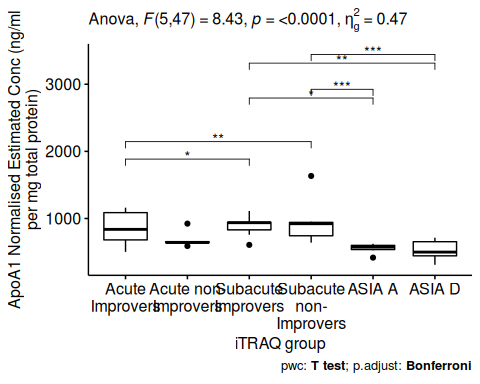 Anova, F(5,47) = 8.43, p = <0.0001, η²g = 0.47
ApoA1 Normalised Estimated Conc (ng/ml
per mg total protein)
3000
2000
1000
***
**
***
*
**
*
Acute
Improvers
Acute non-
Improvers
Subacute
Improvers
Subacute
non-
Improvers
ASIA A
ASIA D
iTRAQ group
pwc: T test; p.adjust: Bonferroni